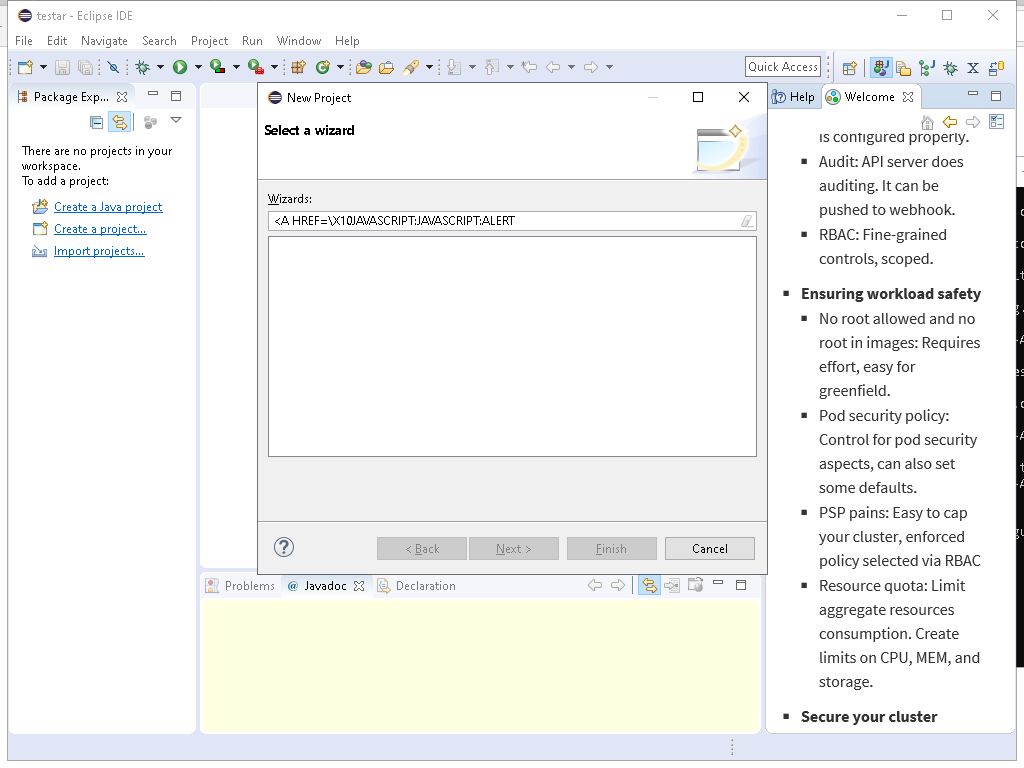 testar - Eclipse IDE
File Edit Navigate Search Project Run Window Help
Quick Access
Package Exp...
There are no projects in your
workspace.
To add a project:
Create a Java project
Create a project...
Import projects...
New Project
Select a wizard
Wizards:
<A HREF=\X10JAVASCRIPT:JAVASCRIPT:ALERT
< Back Next > Finish Cancel
Problems @ Javadoc Declaration
Help Welcome
is configured properly.
▪ Audit: API server does
auditing. It can be
pushed to webhook.
▪ RBAC: Fine-grained
controls, scoped.
▪ Ensuring workload safety
▪ No root allowed and no
root in images: Requires
effort, easy for
greenfield.
▪ Pod security policy:
Control for pod security
aspects, can also set
some defaults.
▪ PSP pains: Easy to cap
your cluster, enforced
policy selected via RBAC
▪ Resource quota: Limit
aggregate resources
consumption. Create
limits on CPU, MEM, and
storage.
▪ Secure your cluster